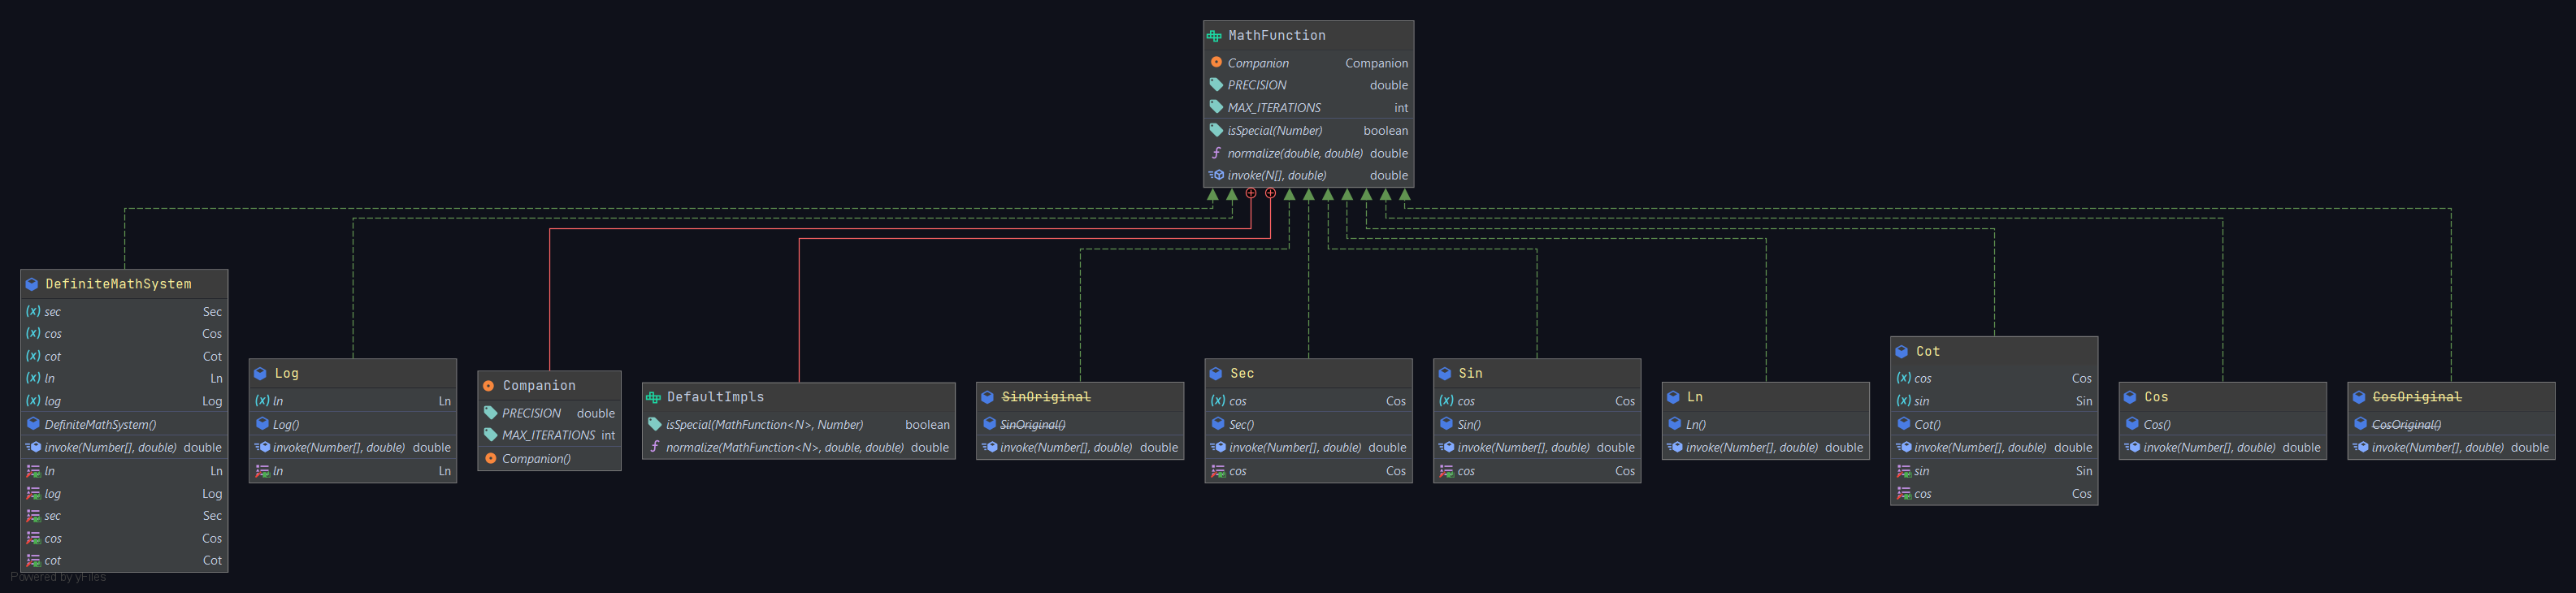 MathFunction
Companion Companion
PRECISION double
MAX_ITERATIONS int
isSpecial(Number) boolean
normalize(double, double) double
invoke(N[], double) double
DefiniteMathSystem
sec Sec
cos Cos
cot Cot
ln Ln
log Log
DefiniteMathSystem()
invoke(Number[], double) double
ln Ln
log Log
sec Sec
cos Cos
cot Cot
Log
ln Ln
Log()
invoke(Number[], double) double
ln Ln
Companion
PRECISION double
MAX_ITERATIONS int
Companion()
DefaultImpls
isSpecial(MathFunction<N>, Number) boolean
normalize(MathFunction<N>, double, double) double
SinOriginal
SinOriginal()
invoke(Number[], double) double
Sec
cos Cos
Sec()
invoke(Number[], double) double
cos Cos
Sin
cos Cos
Sin()
invoke(Number[], double) double
cos Cos
Ln
Ln()
invoke(Number[], double) double
Cot
cos Cos
sin Sin
Cot()
invoke(Number[], double) double
sin Sin
cos Cos
Cos
Cos()
invoke(Number[], double) double
CosOriginal
CosOriginal()
invoke(Number[], double) double
Powered by yFiles